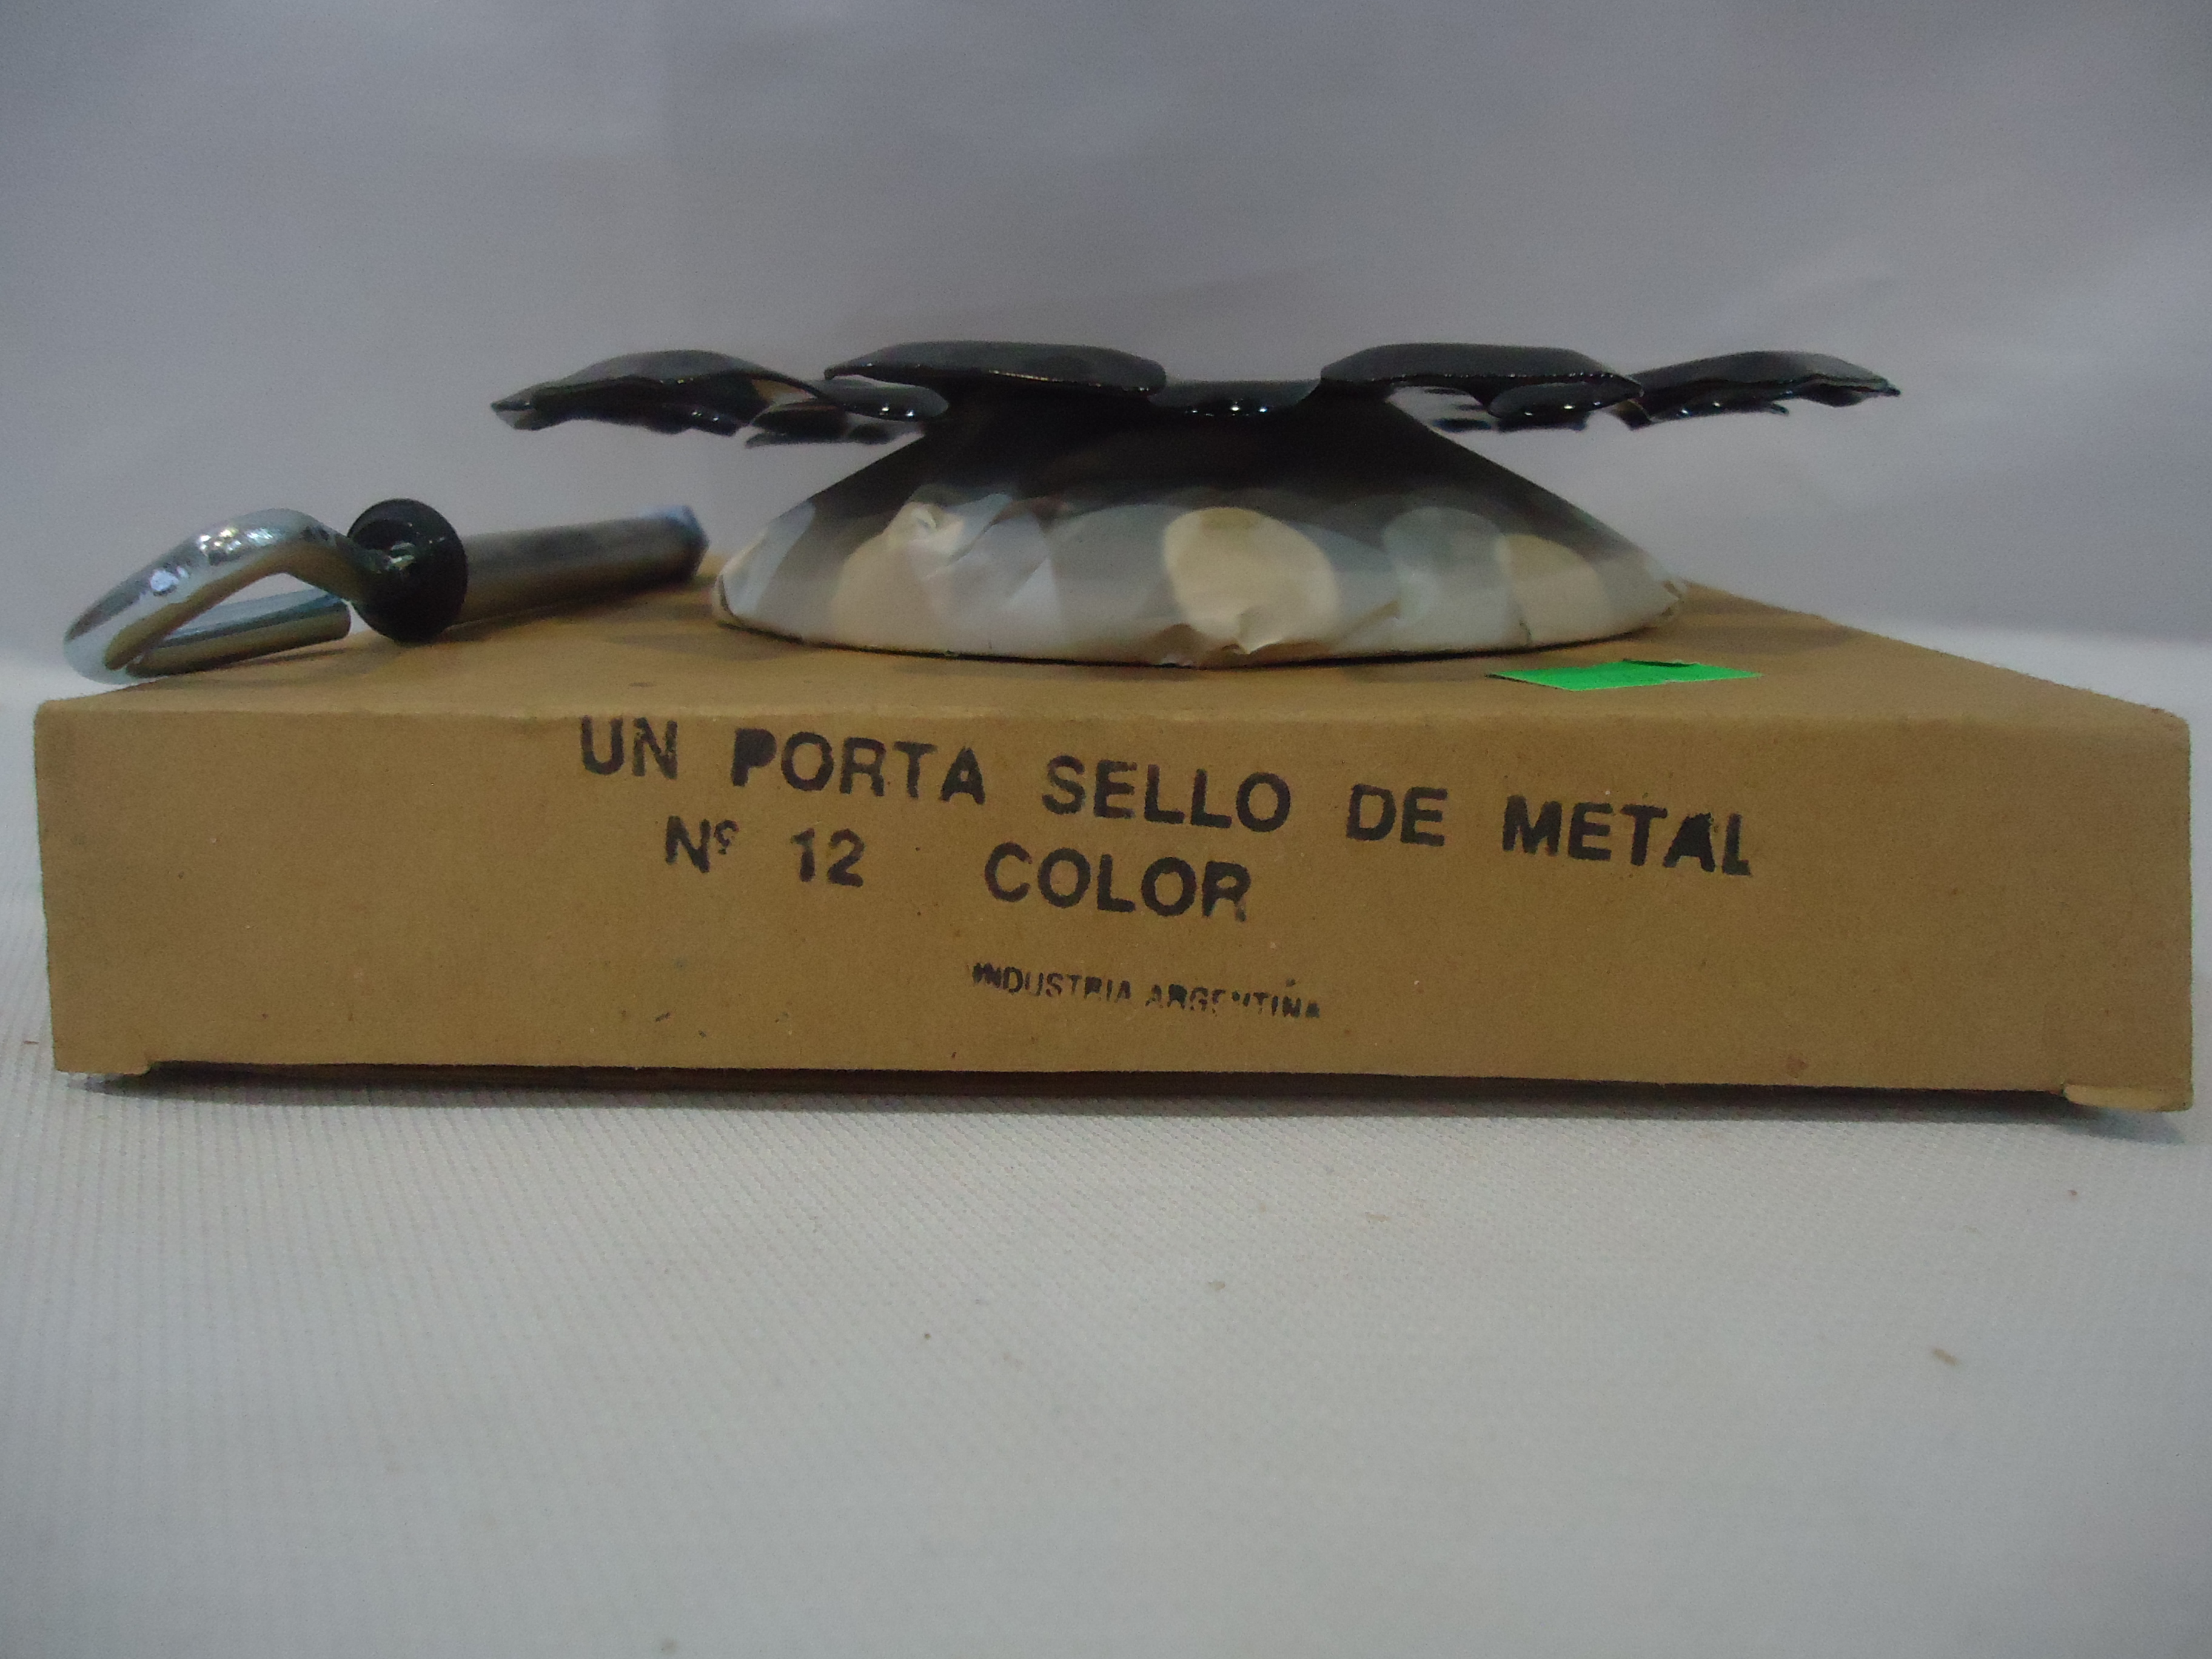 UN PORTA SELLO DE METAL
Nº 12 COLOR
INDUSTRIA ARGENTINA